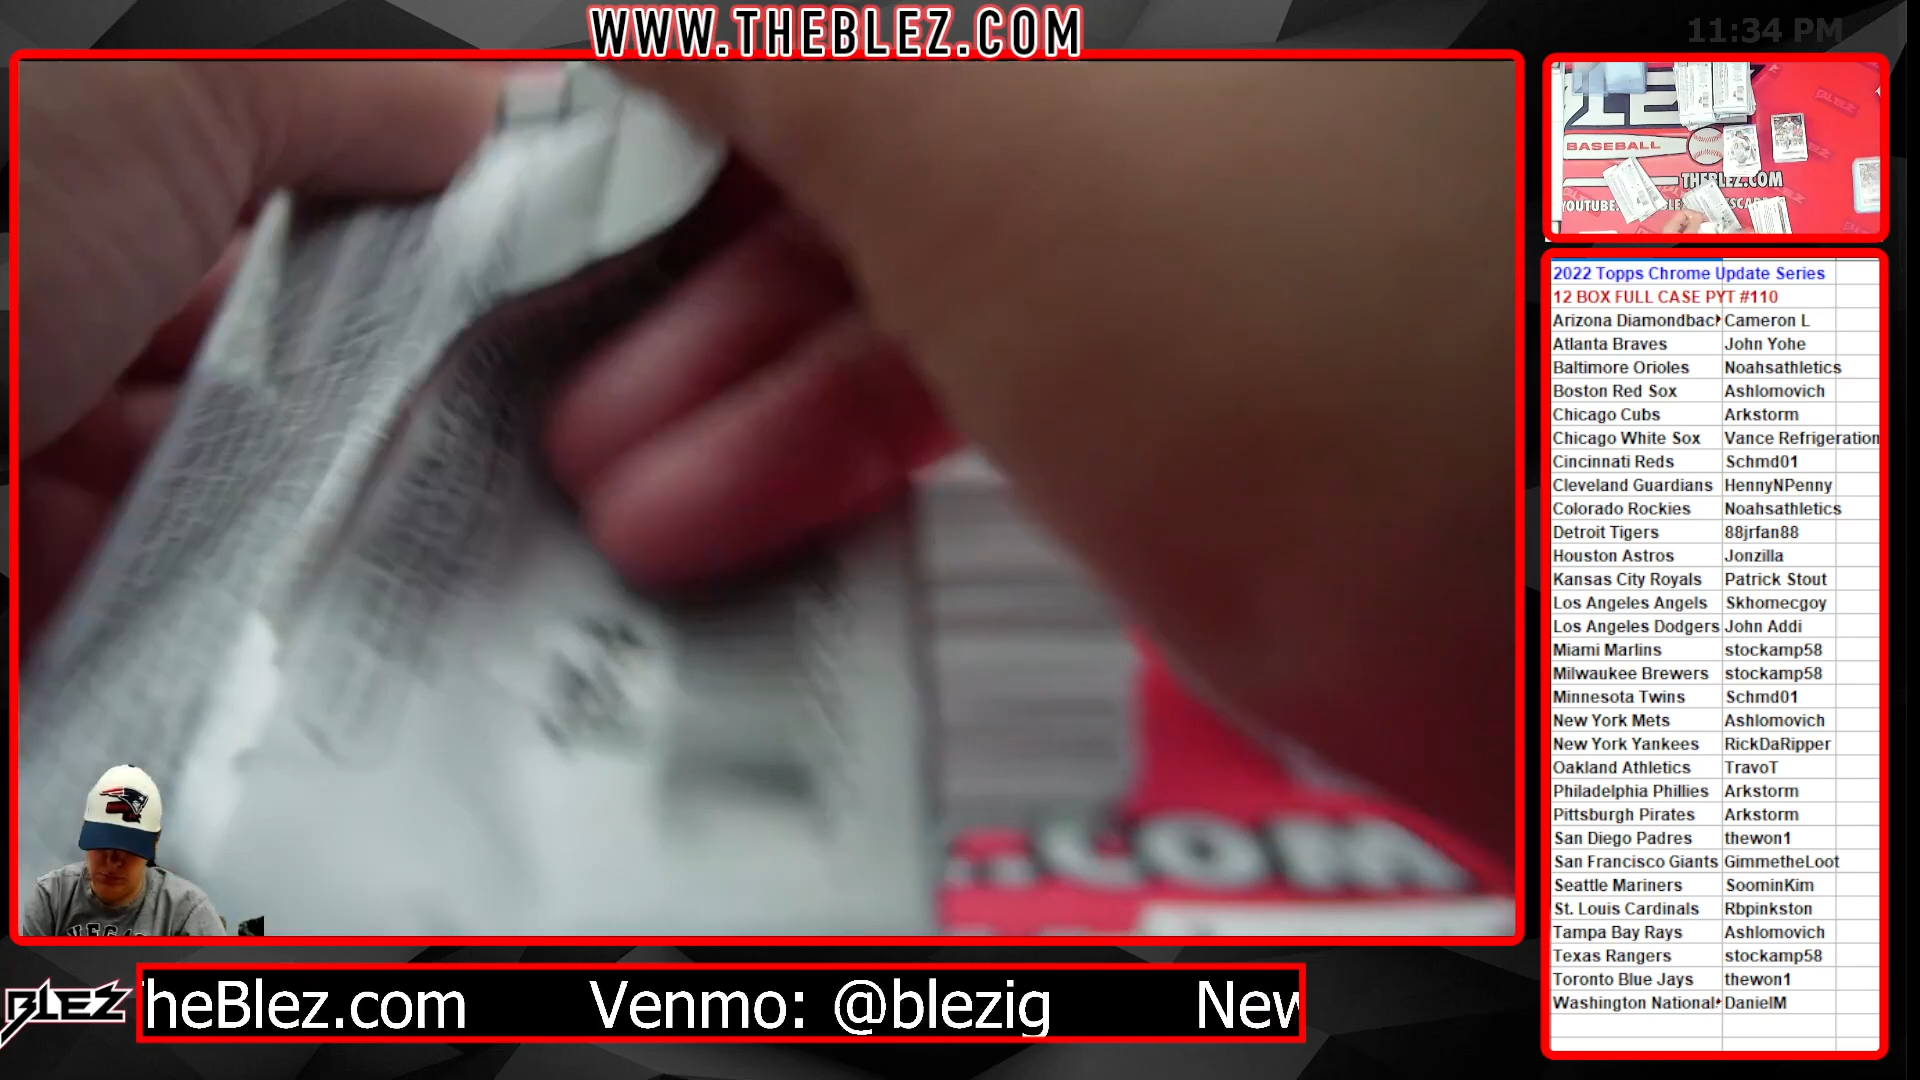 WWW.THEBLEZ.COM
11:34 PM
BASEBALL
THEBLEZ.COM
YOUTUBE.
2022 Topps Chrome Update Series
12 BOX FULL CASE PYT #110
Arizona Diamondback Cameron L
Atlanta Braves John Yohe
Baltimore Orioles Noahsathletics
Boston Red Sox Ashlomovich
Chicago Cubs Arkstorm
Chicago White Sox Vance Refrigeration
Cincinnati Reds Schmd01
Cleveland Guardians HennyNPenny
Colorado Rockies Noahsathletics
Detroit Tigers 88jrfan88
Houston Astros Jonzilla
Kansas City Royals Patrick Stout
Los Angeles Angels Skhomecgoy
Los Angeles Dodgers John Addi
Miami Marlins stockamp58
Milwaukee Brewers stockamp58
Minnesota Twins Schmd01
New York Mets Ashlomovich
New York Yankees RickDaRipper
Oakland Athletics TravoT
Philadelphia Phillies Arkstorm
Pittsburgh Pirates Arkstorm
San Diego Padres thewon1
San Francisco Giants GimmetheLoot
Seattle Mariners SoominKim
St. Louis Cardinals Rbpinkston
Tampa Bay Rays Ashlomovich
Texas Rangers stockamp58
Toronto Blue Jays thewon1
Washington National DanielM
.COM
BLEZ
heBlez.com Venmo: @blezig New